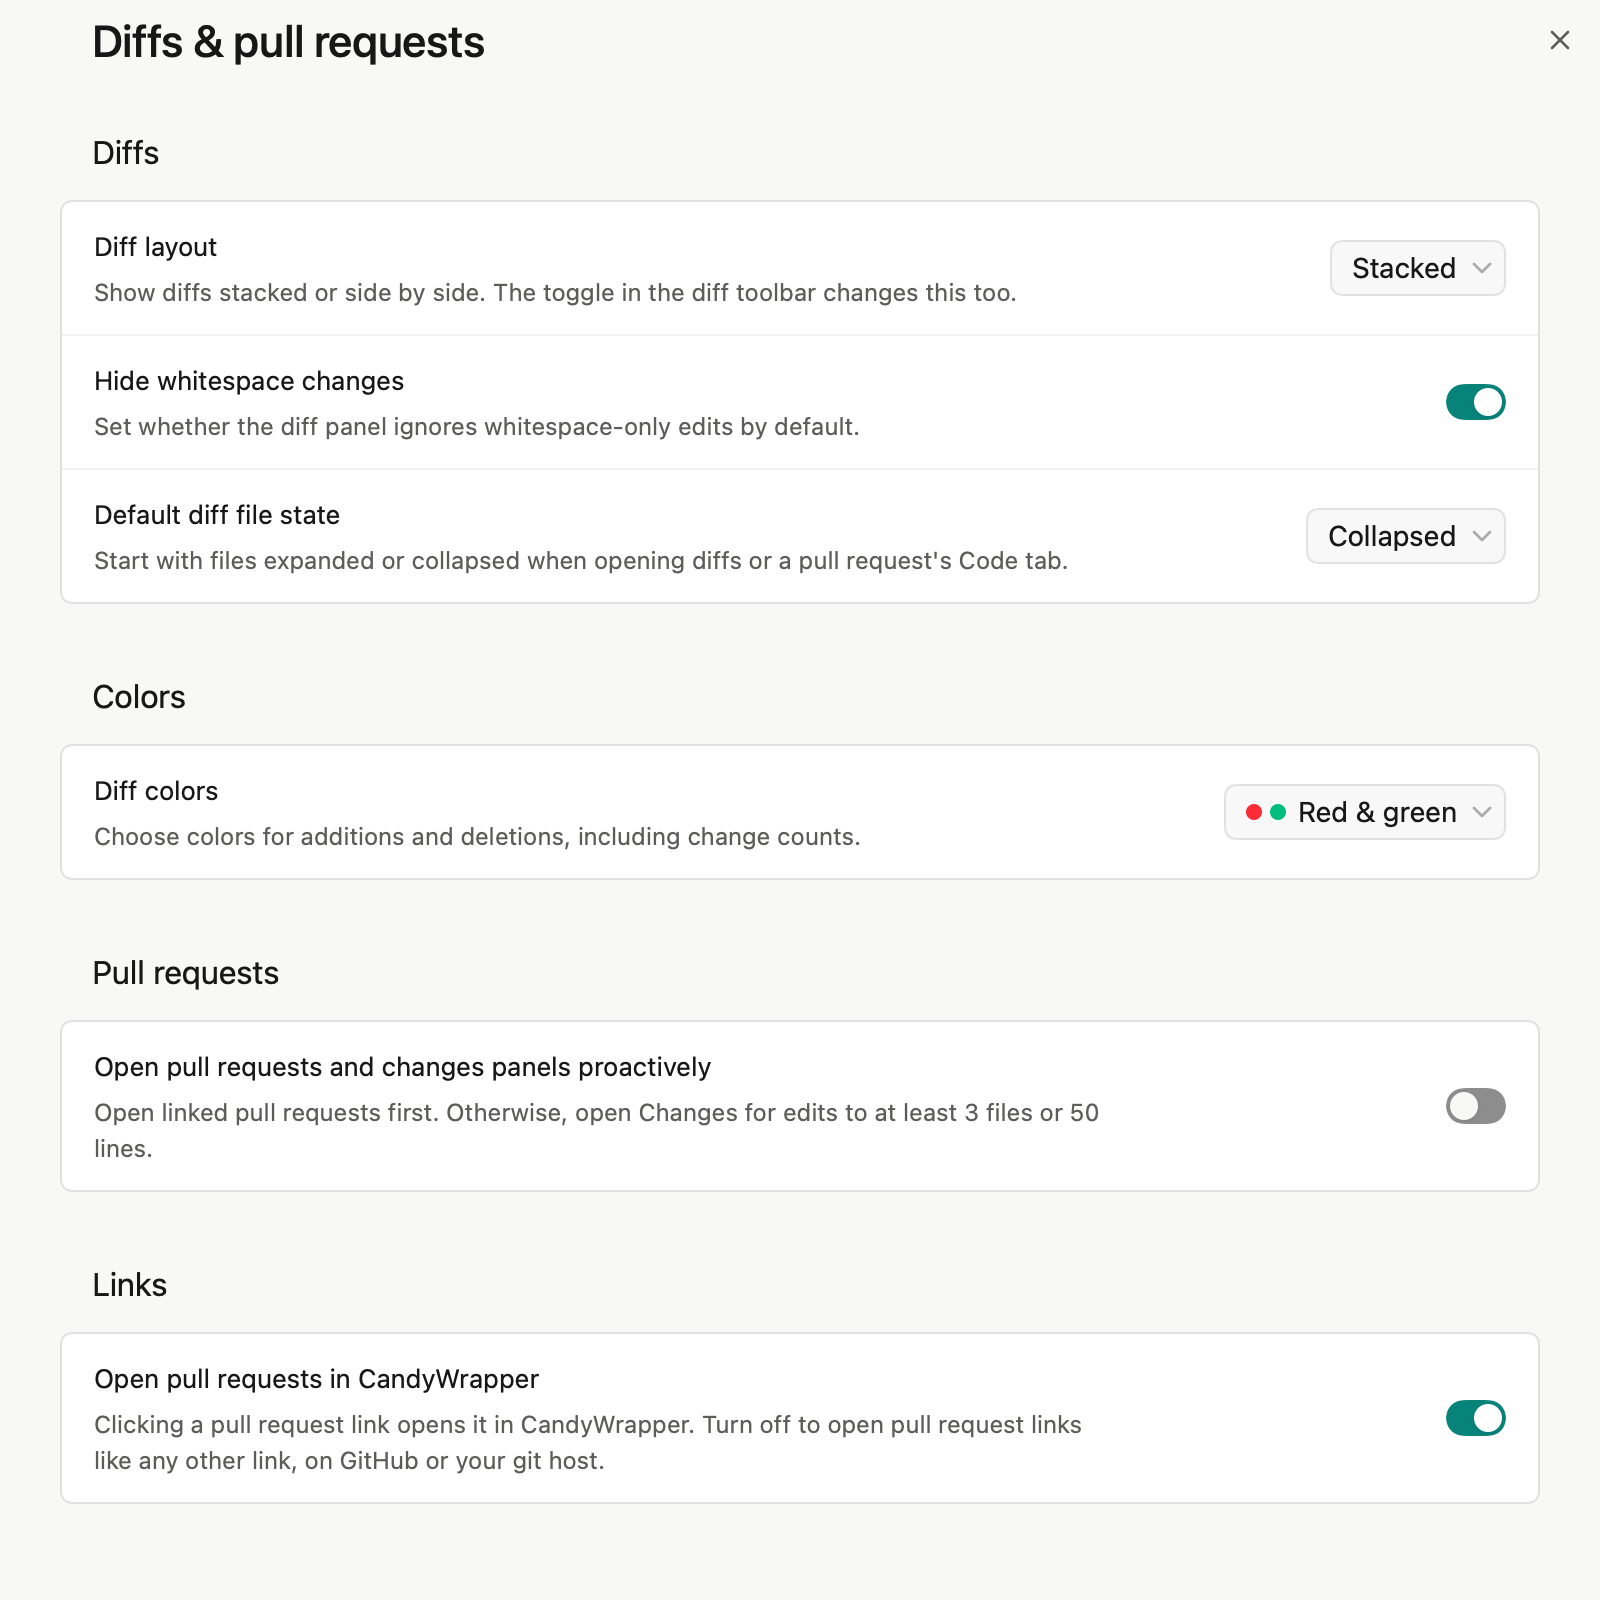 Diffs & pull requests
Diffs
Diff layout
Show diffs stacked or side by side. The toggle in the diff toolbar changes this too.
Stacked
Hide whitespace changes
Set whether the diff panel ignores whitespace-only edits by default.
Default diff file state
Start with files expanded or collapsed when opening diffs or a pull request's Code tab.
Collapsed
Colors
Diff colors
Choose colors for additions and deletions, including change counts.
Red & green
Pull requests
Open pull requests and changes panels proactively
Open linked pull requests first. Otherwise, open Changes for edits to at least 3 files or 50
lines.
Links
Open pull requests in CandyWrapper
Clicking a pull request link opens it in CandyWrapper. Turn off to open pull request links
like any other link, on GitHub or your git host.